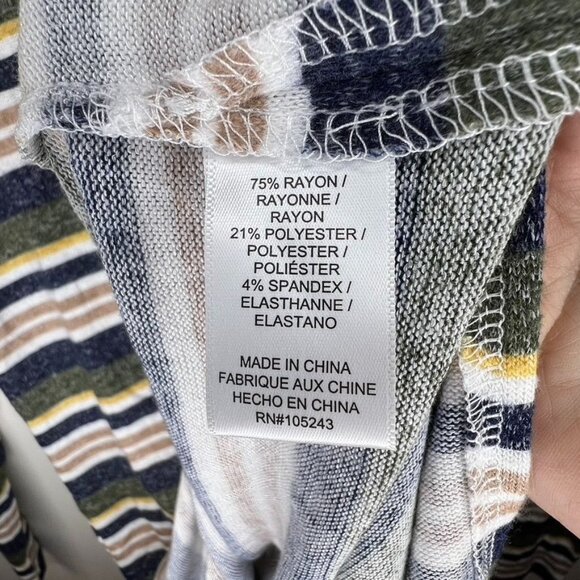 75% RAYON /
RAYONNE /
RAYON
21% POLYESTER /
POLYESTER /
POLIÉSTER
4% SPANDEX /
ELASTHANNE /
ELASTANO
MADE IN CHINA
FABRIQUE AUX CHINE
HECHO EN CHINA
RN#105243